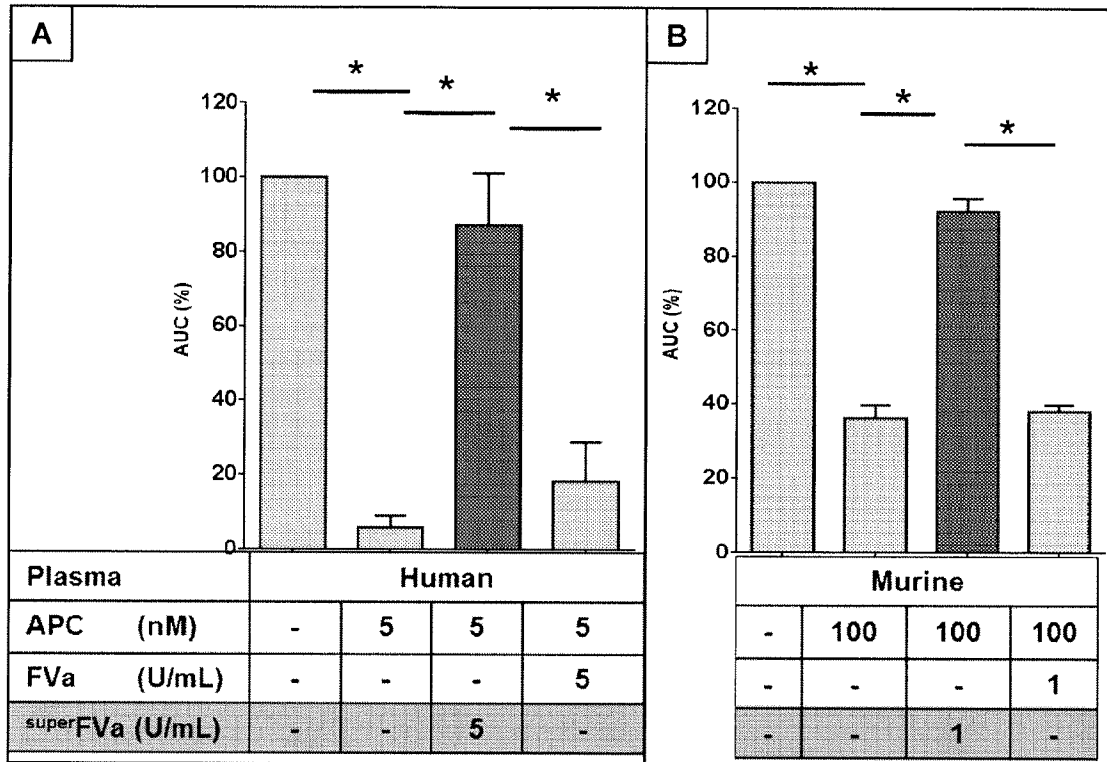 A
* * *
120
100
80
60
40
20
0
AUC (%)
Plasma Human
APC (nM) - 5 5 5
FVa (U/mL) - - - 5
superFVa (U/mL) - - 5 -
B
* * *
120
100
80
60
40
20
0
AUC (%)
Murine
- 100 100 100
- - - 1
- - 1 -